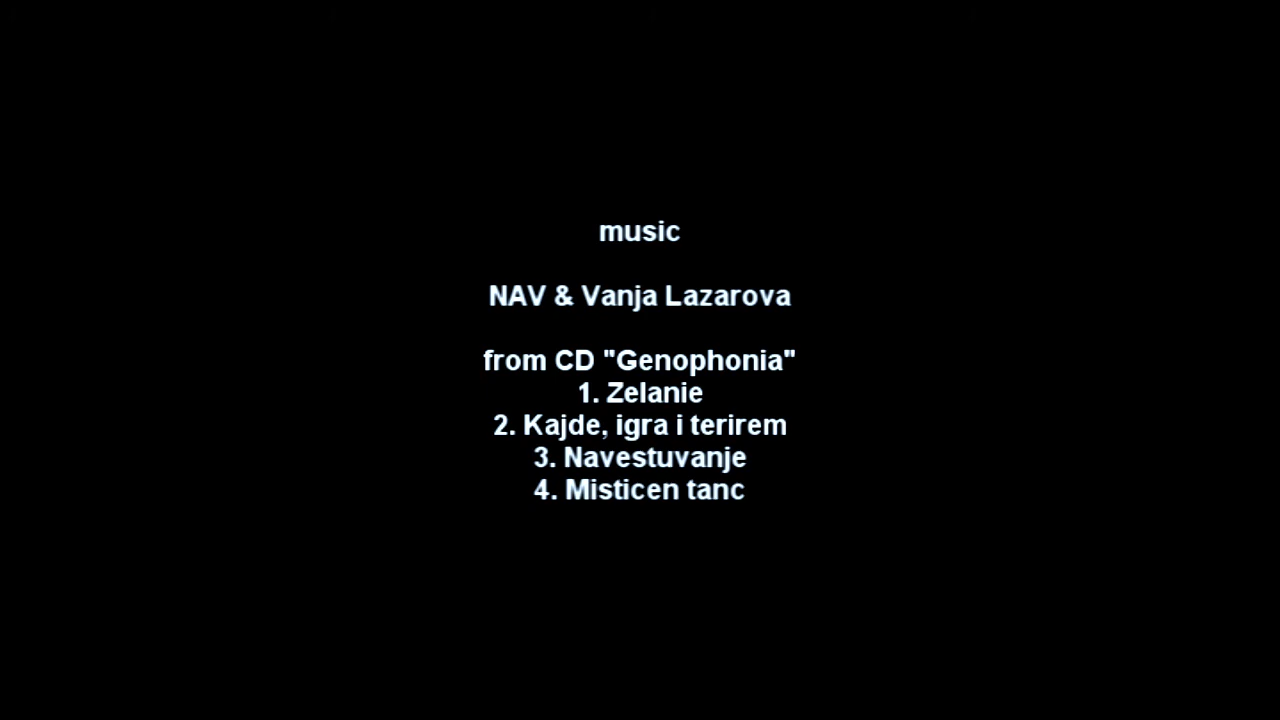 music
NAV & Vanja Lazarova
from CD "Genophonia"
1. Zelanie
2. Kajde, igra i terirem
3. Navestuvanje
4. Misticen tanc